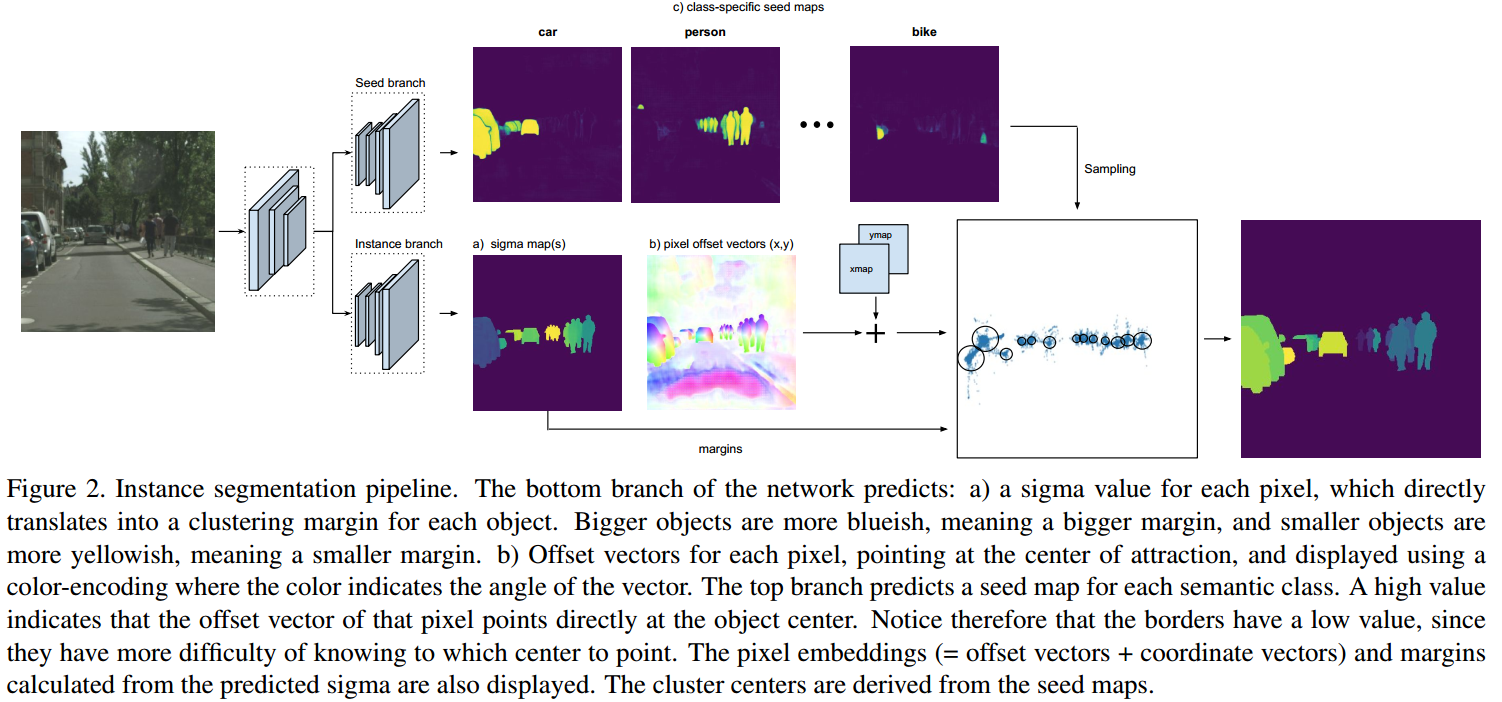 c) class-specific seed maps
car
person
bike
Seed branch
Sampling
Instance branch
a) sigma map(s)
b) pixel offset vectors (x,y)
ymap
xmap
margins
Figure 2. Instance segmentation pipeline. The bottom branch of the network predicts: a) a sigma value for each pixel, which directly
translates into a clustering margin for each object. Bigger objects are more blueish, meaning a bigger margin, and smaller objects are
more yellowish, meaning a smaller margin. b) Offset vectors for each pixel, pointing at the center of attraction, and displayed using a
color-encoding where the color indicates the angle of the vector. The top branch predicts a seed map for each semantic class. A high value
indicates that the offset vector of that pixel points directly at the object center. Notice therefore that the borders have a low value, since
they have more difficulty of knowing to which center to point. The pixel embeddings (= offset vectors + coordinate vectors) and margins
calculated from the predicted sigma are also displayed. The cluster centers are derived from the seed maps.